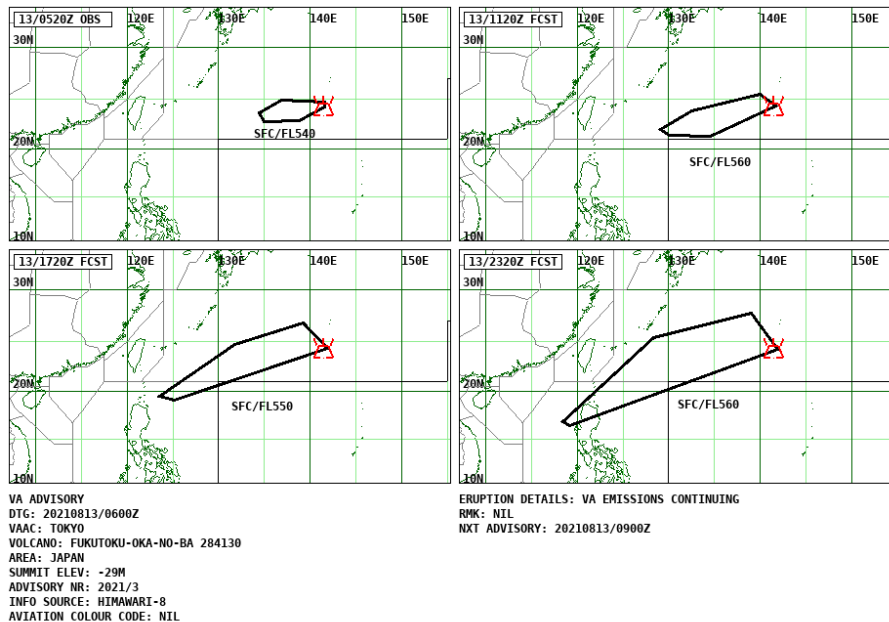 13/0520Z OBS
120E
130E
140E
150E
30N
20N
10N
SFC/FL540
13/1120Z FCST
120E
130E
140E
150E
30N
20N
10N
SFC/FL560
13/1720Z FCST
120E
130E
140E
150E
30N
20N
10N
SFC/FL550
13/2320Z FCST
120E
130E
140E
150E
30N
20N
10N
SFC/FL560
VA ADVISORY
DTG: 20210813/0600Z
VAAC: TOKYO
VOLCANO: FUKUTOKU-OKA-NO-BA 284130
AREA: JAPAN
SUMMIT ELEV: -29M
ADVISORY NR: 2021/3
INFO SOURCE: HIMAWARI-8
AVIATION COLOUR CODE: NIL
ERUPTION DETAILS: VA EMISSIONS CONTINUING
RMK: NIL
NXT ADVISORY: 20210813/0900Z